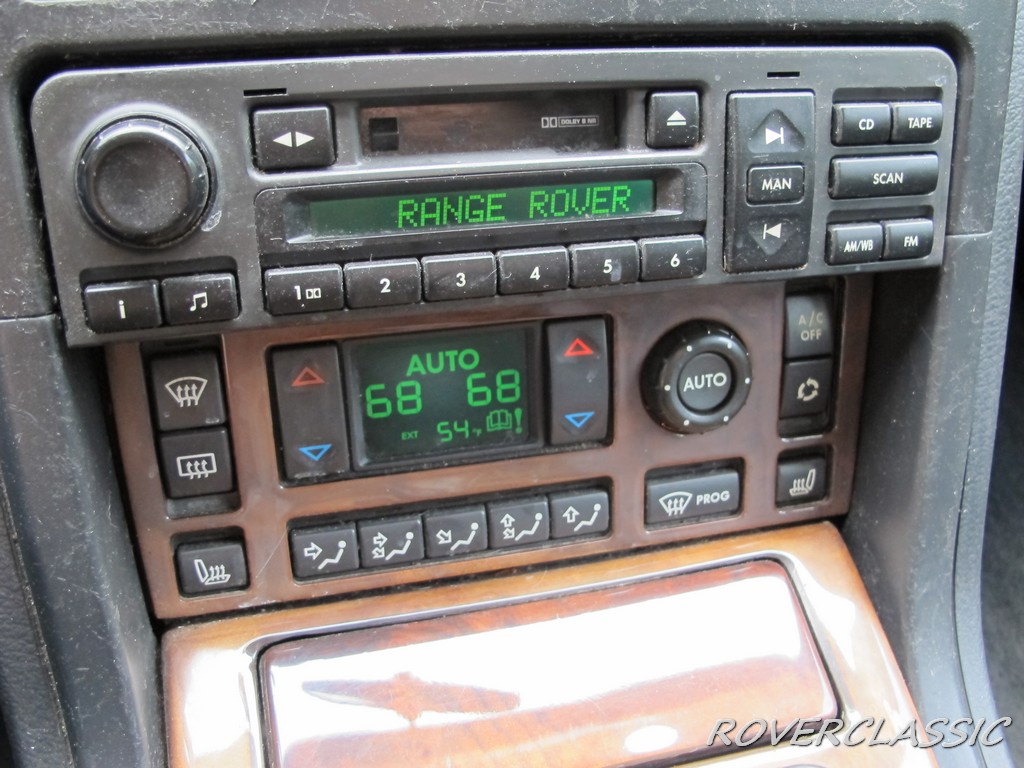 DOLBY B NR
CD TAPE
MAN
SCAN
RANGE ROVER
AM/WB FM
1 2 3 4 5 6
i
A/C
OFF
AUTO
68 68
EXT 54°F
!
AUTO
PROG
ROVERCLASSIC